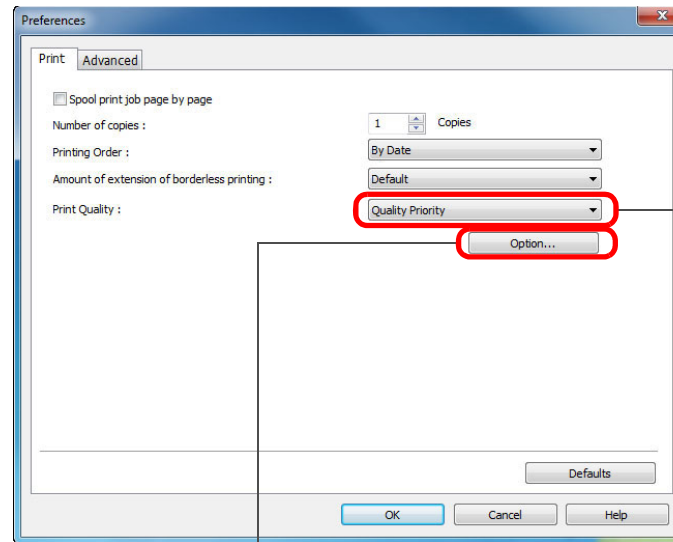 Preferences
Print Advanced
Spool print job page by page
Number of copies : 1 Copies
Printing Order : By Date
Amount of extension of borderless printing : Default
Print Quality : Quality Priority
Option...
Defaults
OK Cancel Help